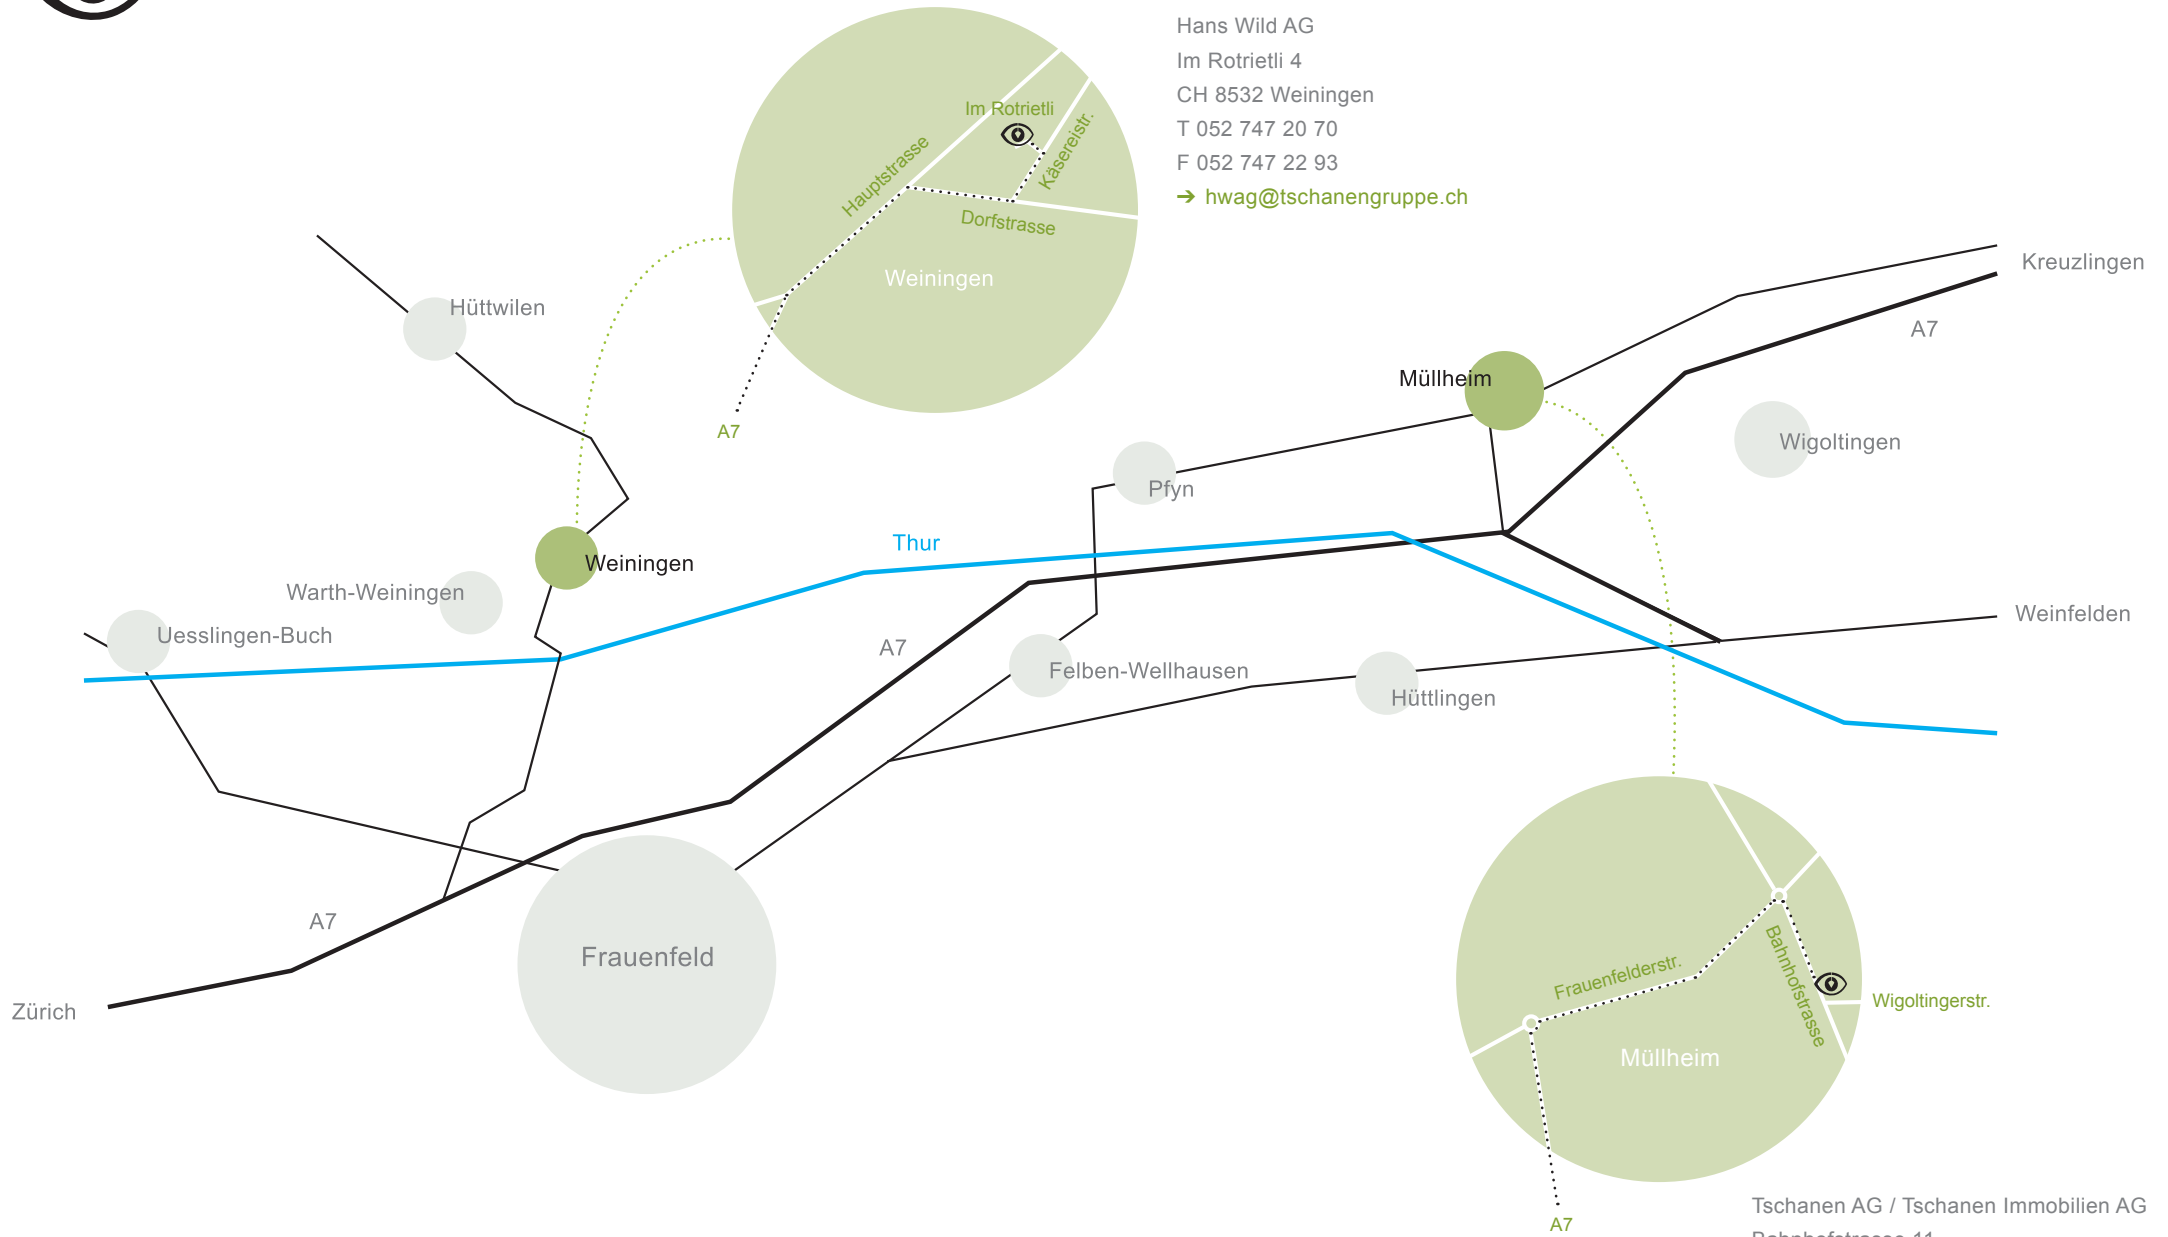 Hans Wild AG
Im Rotrietli 4
CH 8532 Weiningen
T 052 747 20 70
F 052 747 22 93
➔ hwag@tschanengruppe.ch
Im Rotrietli
Hauptstrasse
Käsereistr.
Dorfstrasse
Weiningen
A7
Kreuzlingen
A7
Hüttwilen
Müllheim
Wigoltingen
Pfyn
Thur
Weiningen
Warth-Weiningen
Uesslingen-Buch
Weinfelden
A7
Felben-Wellhausen
Hüttlingen
A7
Frauenfeld
Zürich
Frauenfelderstr.
Bahnhofstrasse
Wigoltingerstr.
Müllheim
A7
Tschanen AG / Tschanen Immobilien AG
Bahnhofstrasse 11